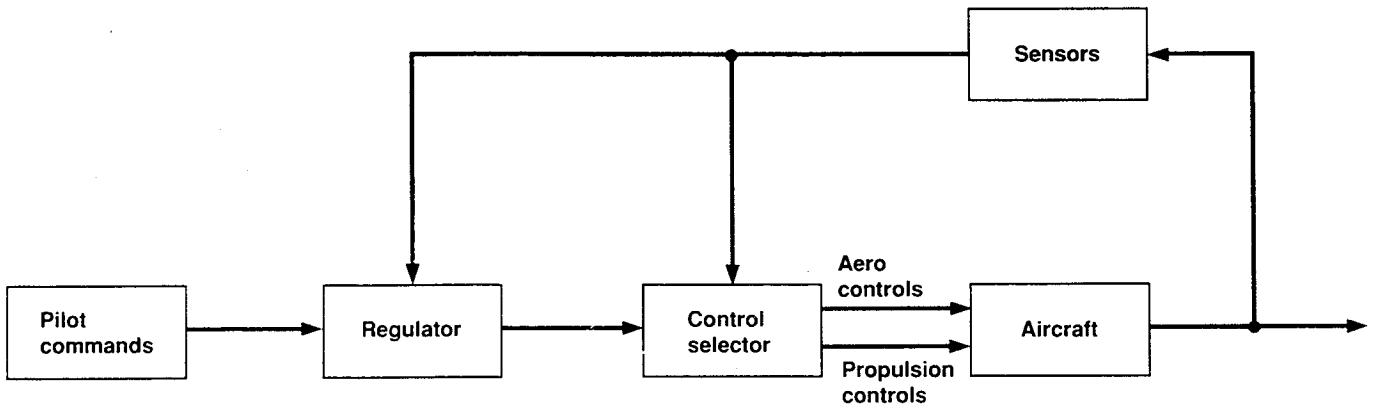 Sensors
Aero
controls
Pilot
commands
Regulator
Control
selector
Aircraft
Propulsion
controls